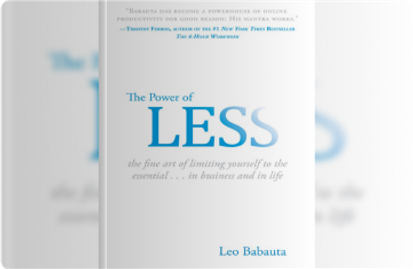 "Babauta has become a powerhouse of online
productivity for good reason: His mantra works."
—Timothy Ferriss, author of the #1 New York Times Bestseller
The 4-Hour Workweek
The Power of
LESS
the fine art of limiting yourself to the
essential . . . in business and in life
Leo Babauta